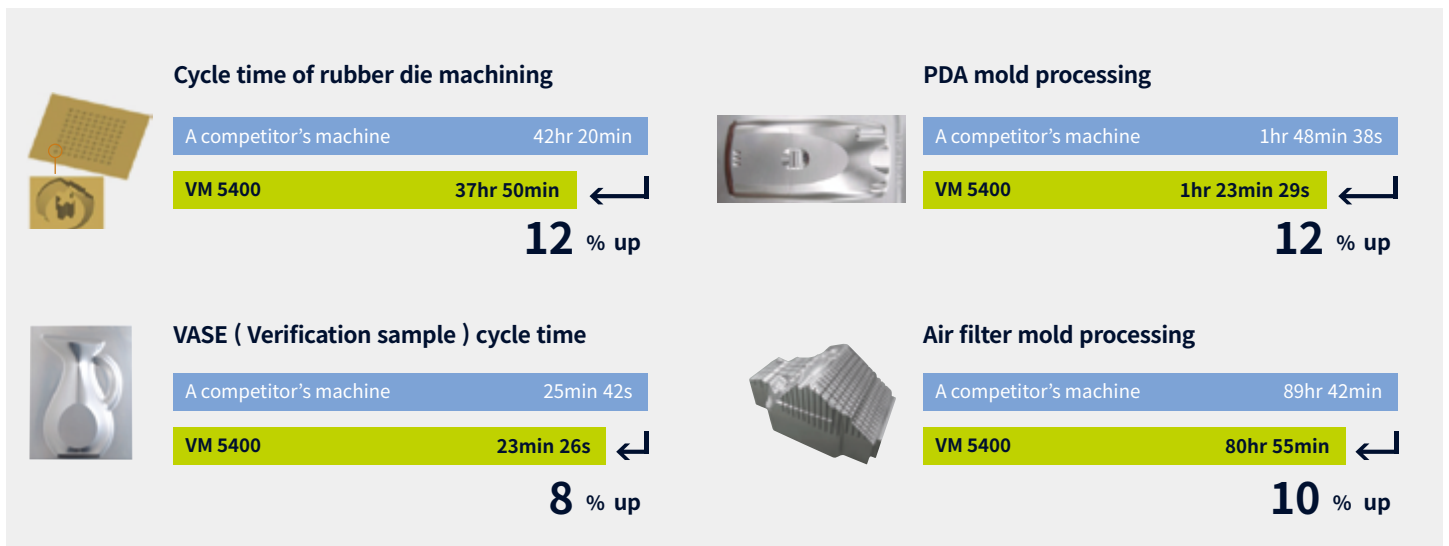 Cycle time of rubber die machining
A competitor's machine 42hr 20min
VM 5400 37hr 50min
12 % up
PDA mold processing
A competitor's machine 1hr 48min 38s
VM 5400 1hr 23min 29s
12 % up
VASE ( Verification sample ) cycle time
A competitor's machine 25min 42s
VM 5400 23min 26s
8 % up
Air filter mold processing
A competitor's machine 89hr 42min
VM 5400 80hr 55min
10 % up